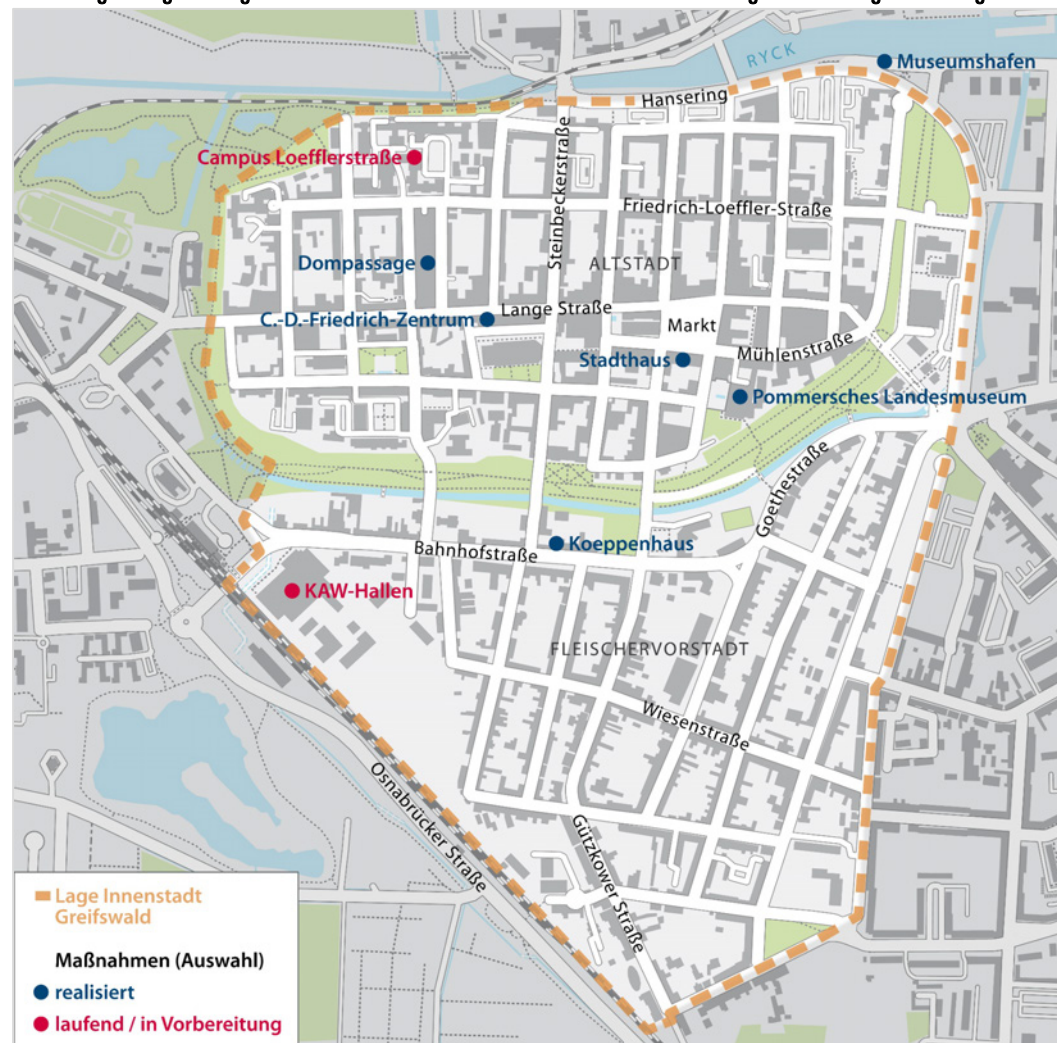 RYCK
Museumshafen
Hansering
Campus Loefflerstraße
Steinbeckerstraße
Friedrich-Loeffler-Straße
Dompassage
ALTSTADT
C.-D.-Friedrich-Zentrum
Lange Straße
Markt
Stadthaus
Mühlenstraße
Pommersches Landesmuseum
Goethestraße
Koeppenhaus
Bahnhofstraße
KAW-Hallen
FLEISCHERVORSTADT
Wiesenstraße
Osnabrücker Straße
Gützkower Straße
Lage Innenstadt
Greifswald
Maßnahmen (Auswahl)
realisiert
laufend / in Vorbereitung